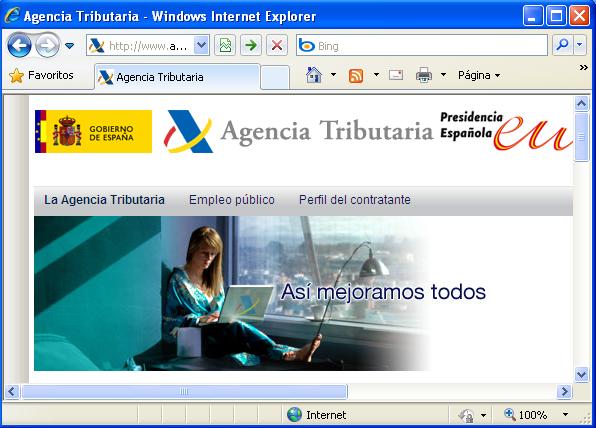 Agencia Tributaria - Windows Internet Explorer
http://www.a...
Bing
Favoritos
Agencia Tributaria
Página
»
GOBIERNO
DE ESPAÑA
Agencia Tributaria
Presidencia
Española
eu
La Agencia Tributaria
Empleo público
Perfil del contratante
Así mejoramos todos
Internet
100%